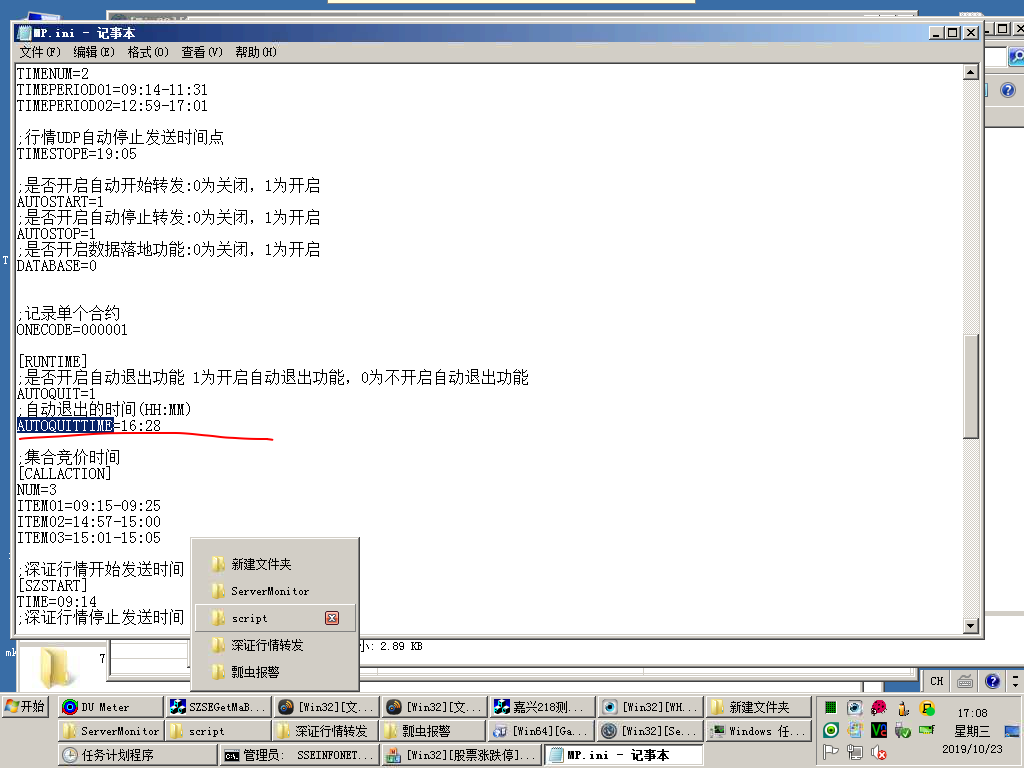 MP.ini - 记事本
文件(F) 编辑(E) 格式(O) 查看(V) 帮助(H)
TIMENUM=2
TIMEPERIOD01=09:14-11:31
TIMEPERIOD02=12:59-17:01
;行情UDP自动停止发送时间点
TIMESTOPE=19:05
;是否开启自动开始转发:0为关闭，1为开启
AUTOSTART=1
;是否开启自动停止转发:0为关闭，1为开启
AUTOSTOP=1
;是否开启数据落地功能:0为关闭，1为开启
DATABASE=0
;记录单个合约
ONECODE=000001
[RUNTIME]
;是否开启自动退出功能 1为开启自动退出功能，0为不开启自动退出功能
AUTOQUIT=1
;自动退出的时间(HH:MM)
AUTOQUITTIME=16:28
;集合竞价时间
[CALLACTION]
NUM=3
ITEM01=09:15-09:25
ITEM02=14:57-15:00
ITEM03=15:01-15:05
;深证行情开始发送时间
[SZSTART]
TIME=09:14
;深证行情停止发送时间
新建文件夹
ServerMonitor
script
深证行情转发
瓢虫报警
7
: 2.89 KB
CH
开始
DU Meter
SZSEGetMaB...
[Win32][文...
[Win32][文...
嘉兴218测...
[Win32][WH...
新建文件夹
ServerMonitor
script
深证行情转发
瓢虫报警
[Win64][Ga...
[Win32][Se...
Windows 任...
任务计划程序
管理员: SSEINFONET...
[Win32][股票涨跌停]...
MP.ini - 记事本
17:08
星期三
2019/10/23